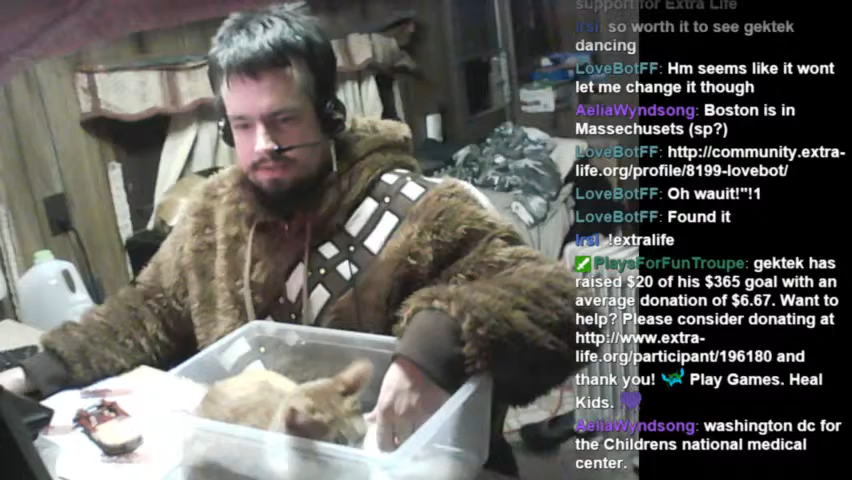 support for Extra Life
Irsl: so worth it to see gektek
dancing
LoveBotFF: Hm seems like it wont
let me change it though
AeliaWyndsong: Boston is in
Massechusets (sp?)
LoveBotFF: http://community.extra-
life.org/profile/8199-lovebot/
LoveBotFF: Oh wauit!"!1
LoveBotFF: Found it
Irsl: !extralife
PlaysForFunTroupe: gektek has
raised $20 of his $365 goal with an
average donation of $6.67. Want to
help? Please consider donating at
http://www.extra-
life.org/participant/196180 and
thank you! Play Games. Heal
Kids.
AeliaWyndsong: washington dc for
the Childrens national medical
center.